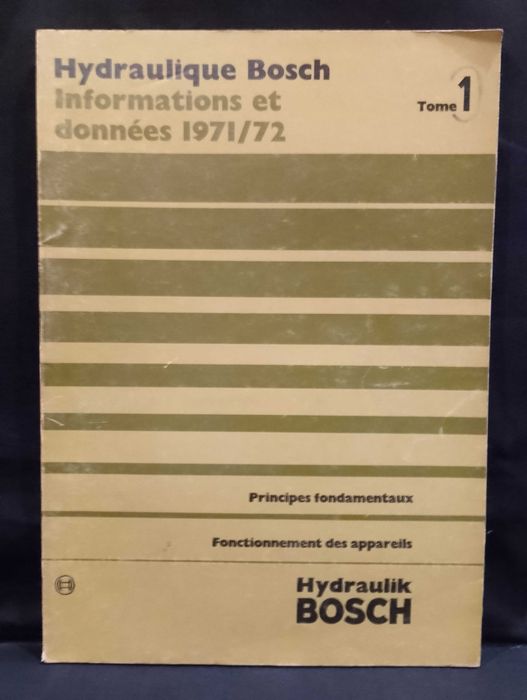 Hydraulique Bosch
Informations et
données 1971/72
Tome 1
Principes fondamentaux
Fonctionnement des appareils
Hydraulik
BOSCH